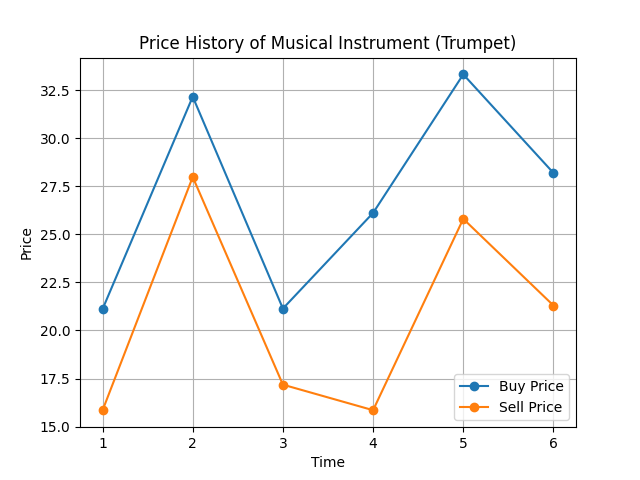 Price History of Musical Instrument (Trumpet)
32.5
30.0
27.5
25.0
22.5
20.0
17.5
15.0
Price
1 2 3 4 5 6
Time
Buy Price
Sell Price